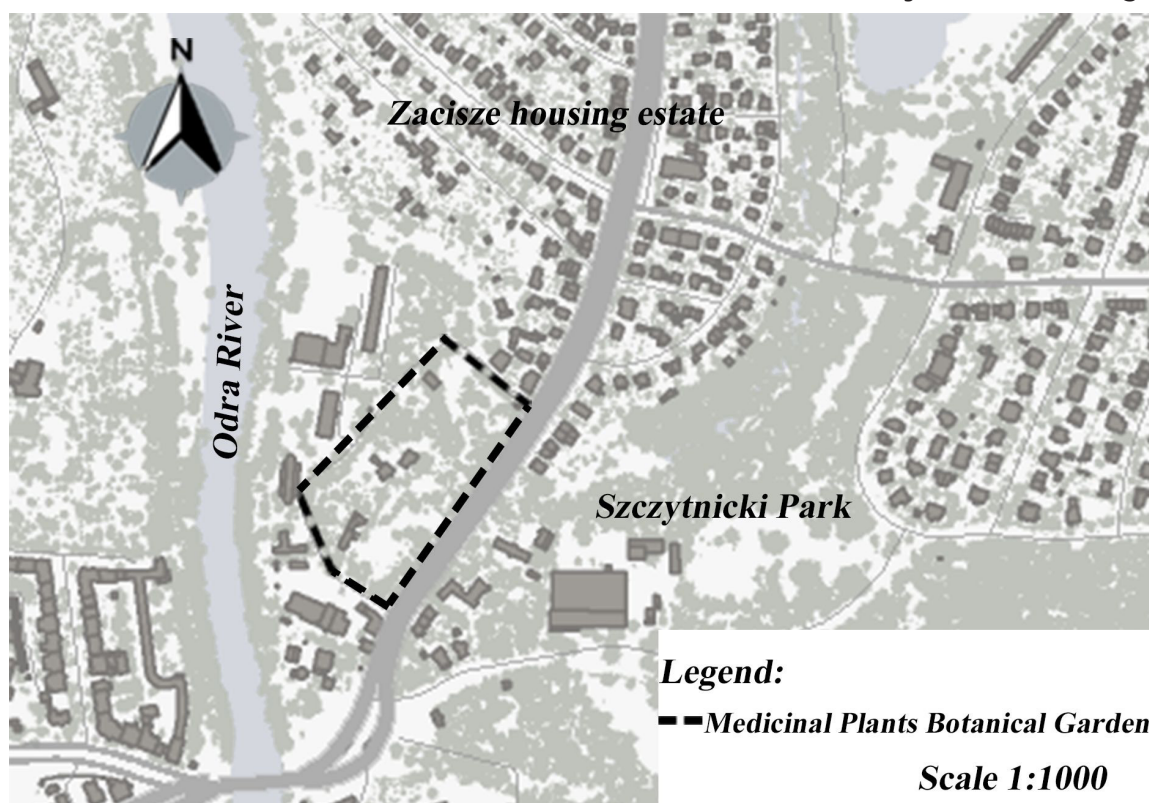 N
Zacisze housing estate
Odra River
Szczytnicki Park
Legend:
Medicinal Plants Botanical Garden
Scale 1:1000